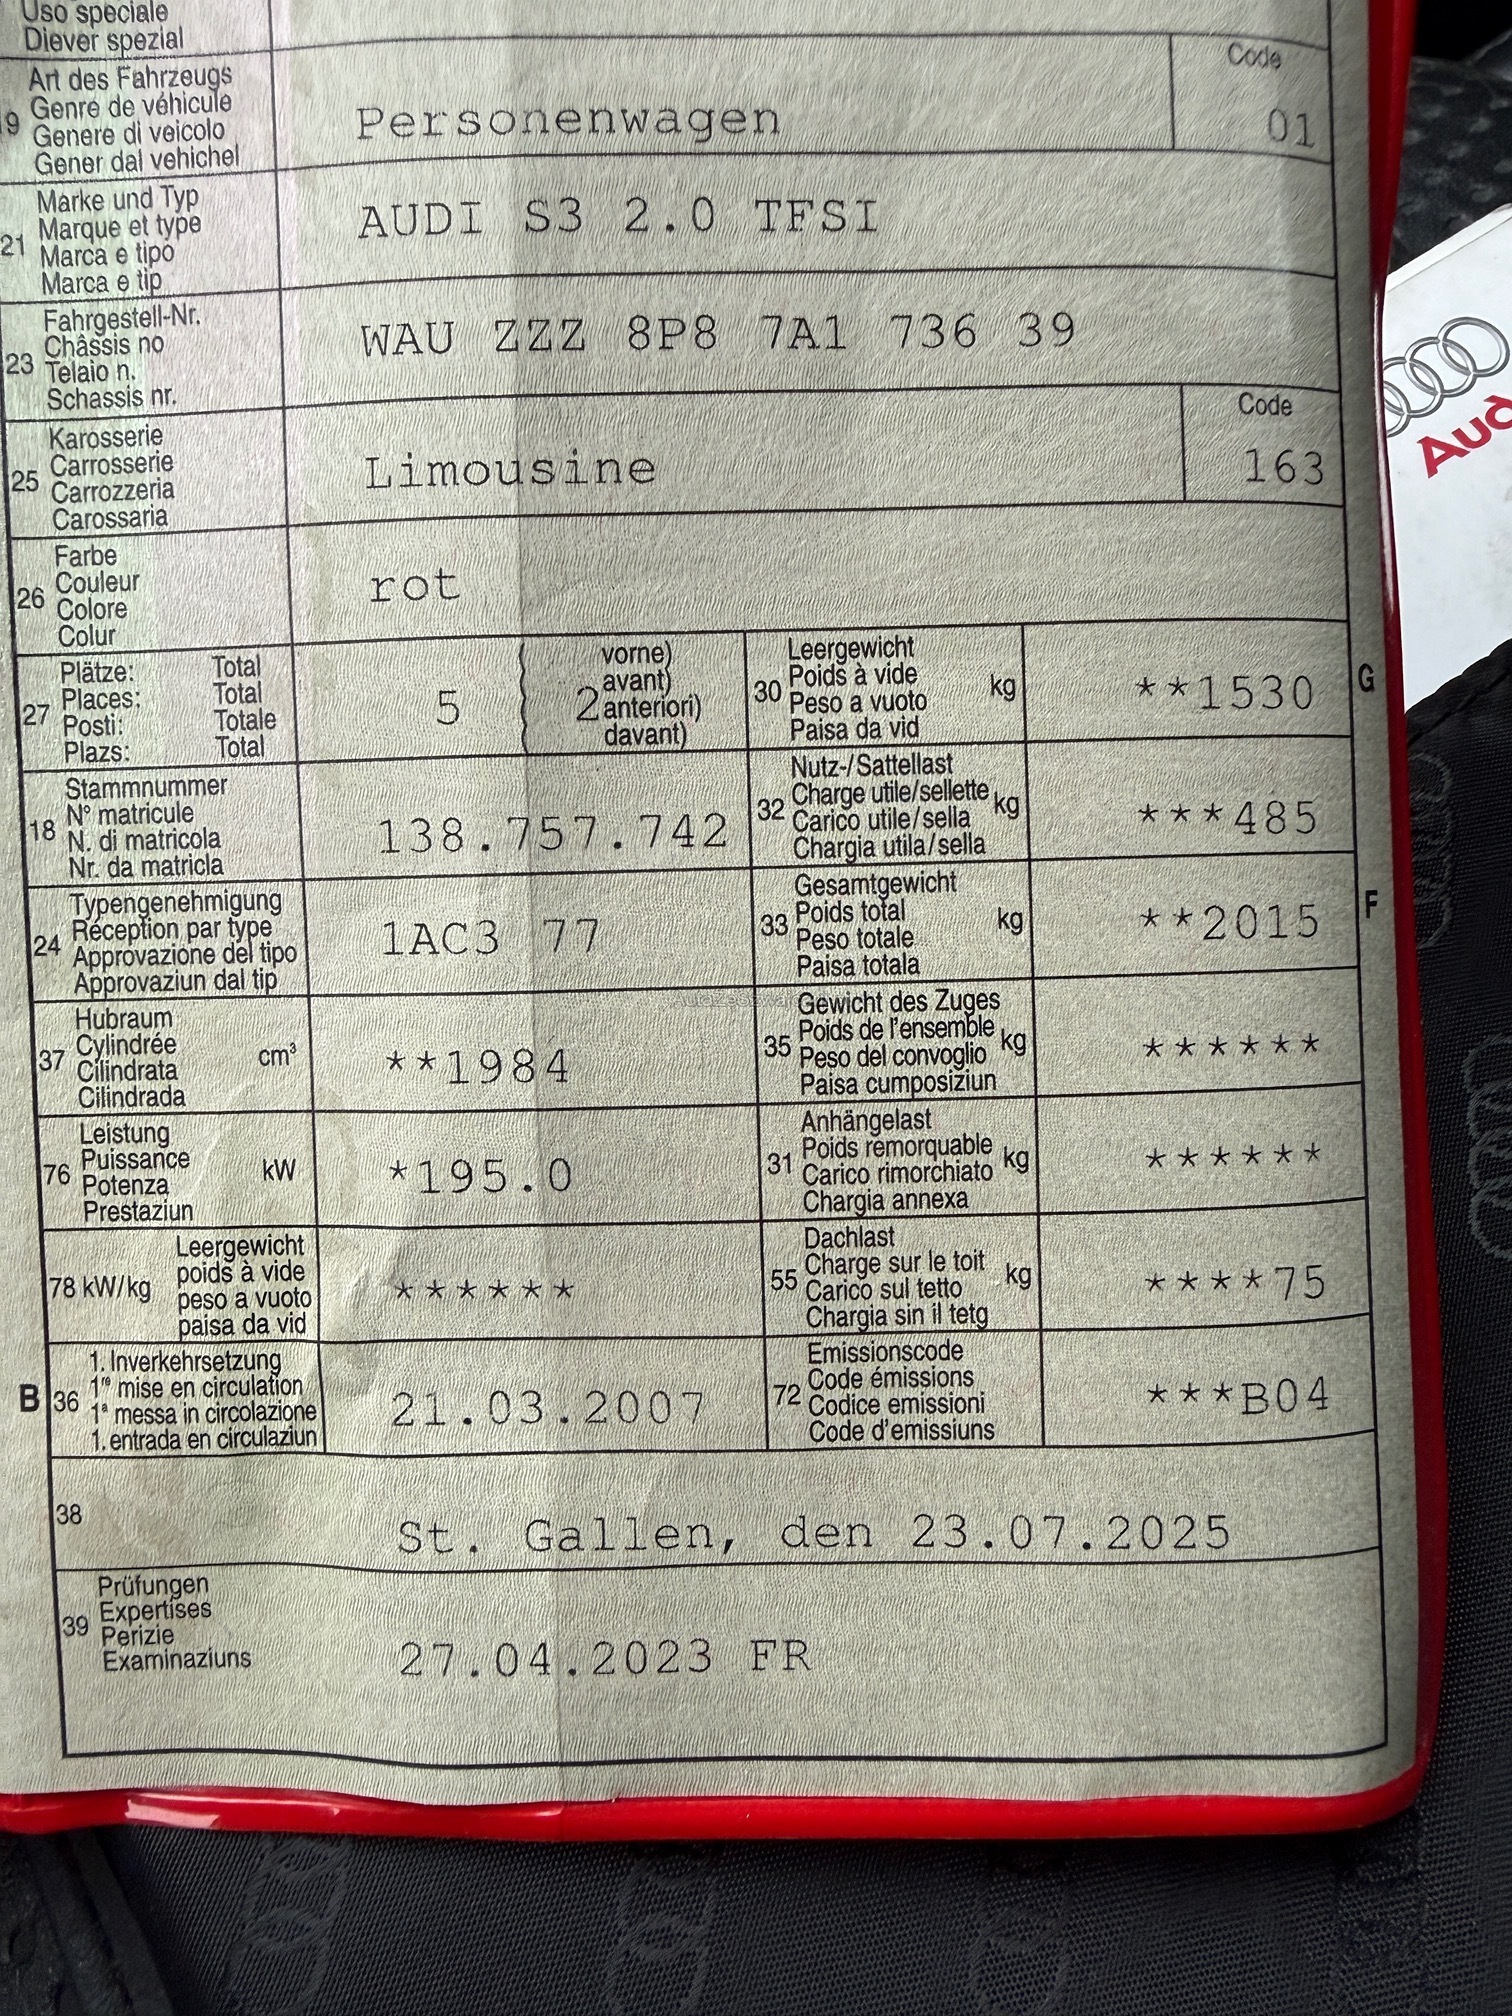 Uso speciale
Diever spezial
19 Art des Fahrzeugs
Genre de véhicule
Genere di veicolo
Gener dal vehichel
Personenwagen
Code
01
21 Marke und Typ
Marque et type
Marca e tipo
Marca e tip
AUDI S3 2.0 TFSI
23 Fahrgestell-Nr.
Châssis no
Telaio n.
Schassis nr.
WAU ZZZ 8P8 7A1 736 39
25 Karosserie
Carrosserie
Carrozzeria
Carossaria
Limousine
Code
163
26 Farbe
Couleur
Colore
Colur
rot
27 Plätze: Total
Places: Total
Posti: Totale
Plazs: Total
5
2
vorne)
avant)
anteriori)
davant)
30 Leergewicht
Poids à vide
Peso a vuoto
Paisa da vid
kg
**1530
G
18 Stammnummer
N° matricule
N. di matricola
Nr. da matricla
138.757.742
32 Nutz-/Sattellast
Charge utile/sellette
Carico utile/sella
Chargia utila/sella
kg
***485
24 Typengenehmigung
Réception par type
Approvazione del tipo
Approvaziun dal tip
1AC3 77
33 Gesamtgewicht
Poids total
Peso totale
Paisa totala
kg
**2015
F
37 Hubraum
Cylindrée
Cilindrata
Cilindrada
cm³
**1984
35 Gewicht des Zuges
Poids de l'ensemble
Peso del convoglio
Paisa cumposiziun
kg
******
76 Leistung
Puissance
Potenza
Prestaziun
kW
*195.0
31 Anhängelast
Poids remorquable
Carico rimorchiato
Chargia annexa
kg
******
78 kW/kg
Leergewicht
poids à vide
peso a vuoto
paisa da vid
******
55 Dachlast
Charge sur le toit
Carico sul tetto
Chargia sin il tetg
kg
****75
B
36 1. Inverkehrsetzung
1re mise en circulation
1a messa in circolazione
1. entrada en circulaziun
21.03.2007
72 Emissionscode
Code émissions
Codice emissioni
Code d'emissiuns
***B04
38
St. Gallen, den 23.07.2025
39 Prüfungen
Expertises
Perizie
Examinaziuns
27.04.2023 FR
Aud